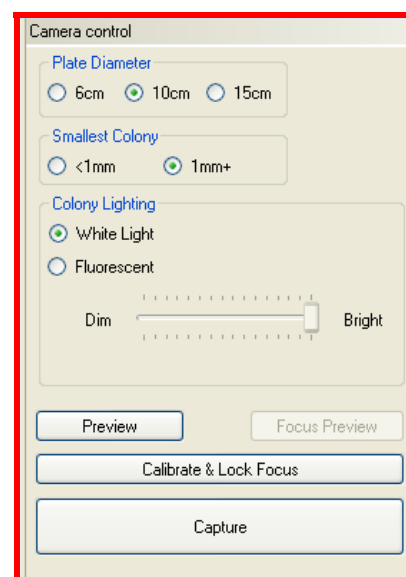 Camera control
Plate Diameter
6cm 10cm 15cm
Smallest Colony
<1mm 1mm+
Colony Lighting
White Light
Fluorescent
Dim Bright
Preview Focus Preview
Calibrate & Lock Focus
Capture